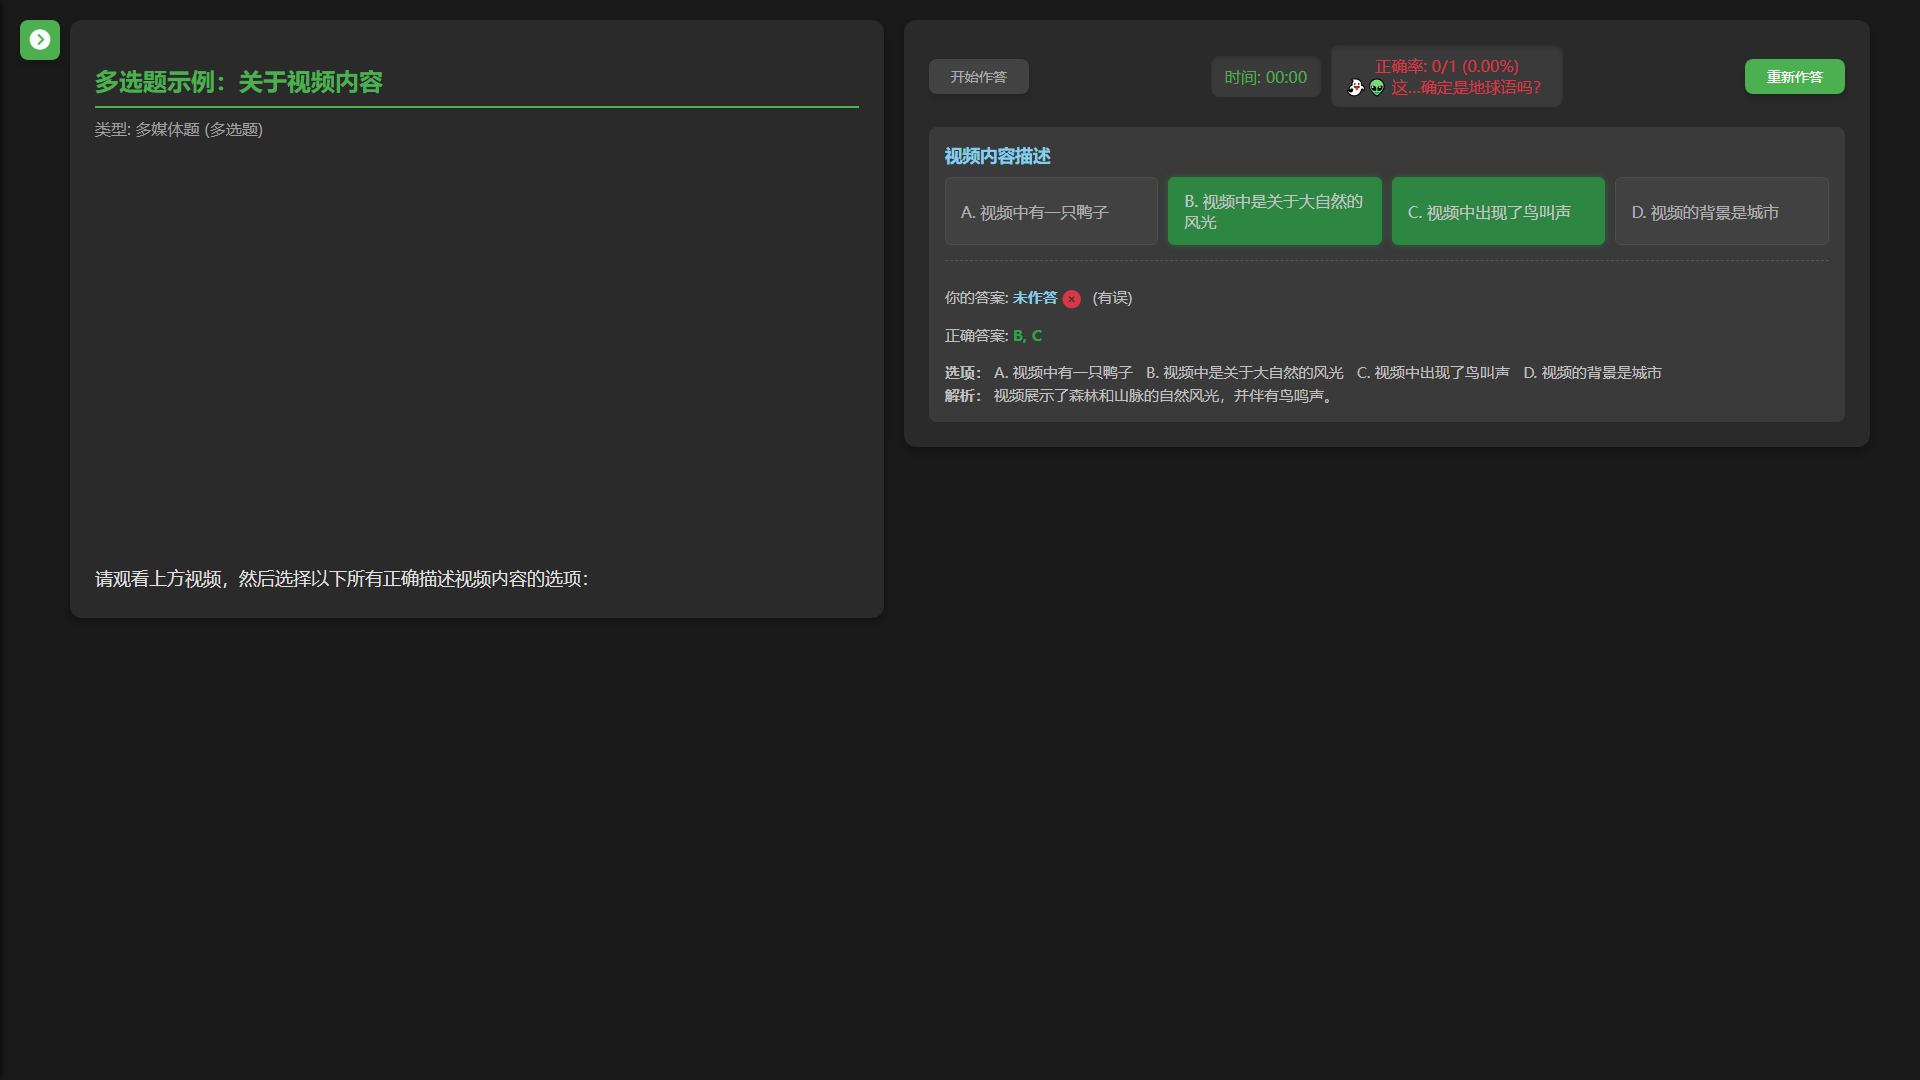 多选题示例：关于视频内容
类型: 多媒体题 (多选题)
请观看上方视频，然后选择以下所有正确描述视频内容的选项：
开始作答
时间: 00:00
正确率: 0/1 (0.00%)
这...确定是地球语吗?
重新作答
视频内容描述
A. 视频中有一只鸭子
B. 视频中是关于大自然的
风光
C. 视频中出现了鸟叫声
D. 视频的背景是城市
你的答案: 未作答 (有误)
正确答案: B, C
选项： A. 视频中有一只鸭子 B. 视频中是关于大自然的风光 C. 视频中出现了鸟叫声 D. 视频的背景是城市
解析： 视频展示了森林和山脉的自然风光，并伴有鸟鸣声。